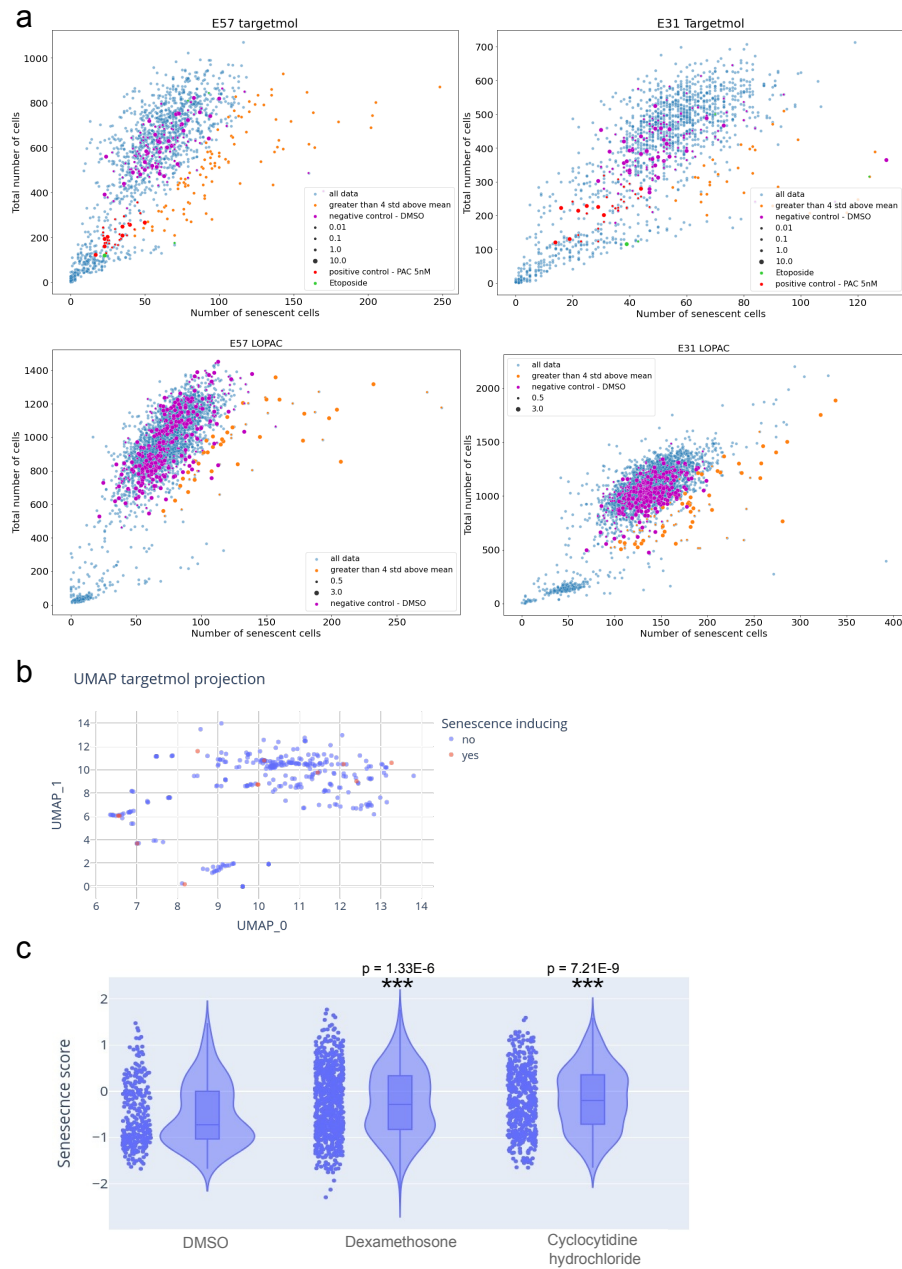 a
E57 targetmol
1000
800
600
400
200
0
Total number of cells
all data
greater than 4 std above mean
negative control - DMSO
0.01
0.1
1.0
10.0
positive control - PAC 5nM
Etoposide
0 50 100 150 200 250
Number of senescent cells
E31 Targetmol
700
600
500
400
300
200
100
0
Total number of cells
all data
greater than 4 std above mean
negative control - DMSO
0.01
0.1
1.0
10.0
Etoposide
positive control - PAC 5nM
0 20 40 60 80 100 120
Number of senescent cells
E57 LOPAC
1400
1200
1000
800
600
400
200
0
Total number of cells
all data
greater than 4 std above mean
0.5
3.0
negative control - DMSO
0 50 100 150 200 250
Number of senescent cells
E31 LOPAC
all data
greater than 4 std above mean
negative control - DMSO
0.5
3.0
2000
1500
1000
500
0
Total number of cells
0 50 100 150 200 250 300 350 400
Number of senescent cells
b
UMAP targetmol projection
14
12
10
8
6
4
2
0
UMAP_1
6 7 8 9 10 11 12 13 14
UMAP_0
Senescence inducing
no
yes
c
p = 1.33E-6
***
p = 7.21E-9
***
2
1
0
−1
−2
Senesecnce score
DMSO
Dexamethosone
Cyclocytidine
hydrochloride